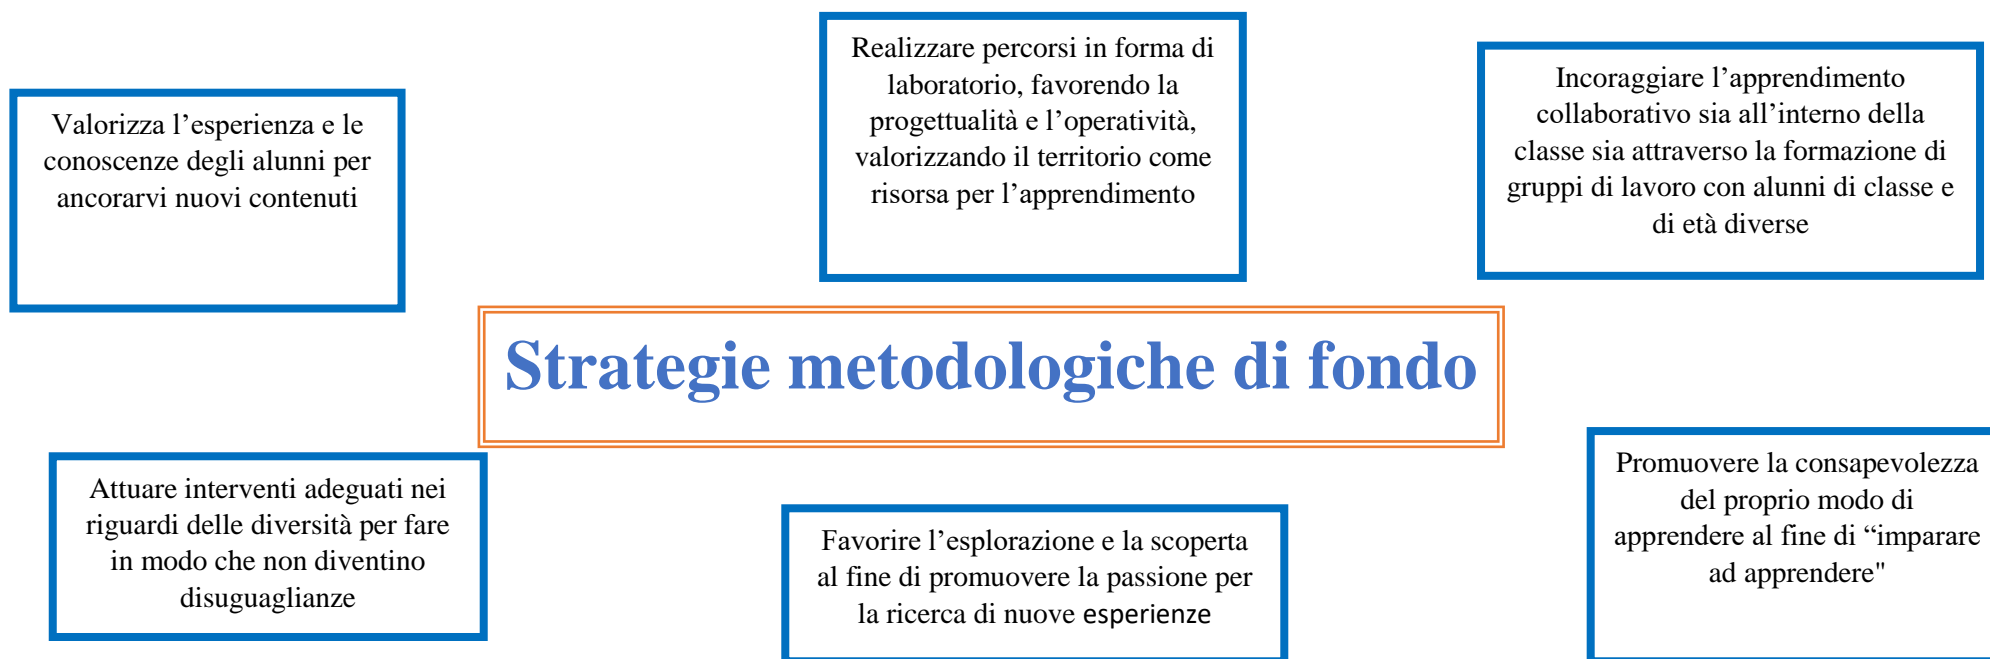 Valorizza l’esperienza e le
conoscenze degli alunni per
ancorarvi nuovi contenuti
Realizzare percorsi in forma di
laboratorio, favorendo la
progettualità e l’operatività,
valorizzando il territorio come
risorsa per l’apprendimento
Incoraggiare l’apprendimento
collaborativo sia all’interno della
classe sia attraverso la formazione di
gruppi di lavoro con alunni di classe e
di età diverse
Strategie metodologiche di fondo
Attuare interventi adeguati nei
riguardi delle diversità per fare
in modo che non diventino
disuguaglianze
Favorire l’esplorazione e la scoperta
al fine di promuovere la passione per
la ricerca di nuove esperienze
Promuovere la consapevolezza
del proprio modo di
apprendere al fine di “imparare
ad apprendere"